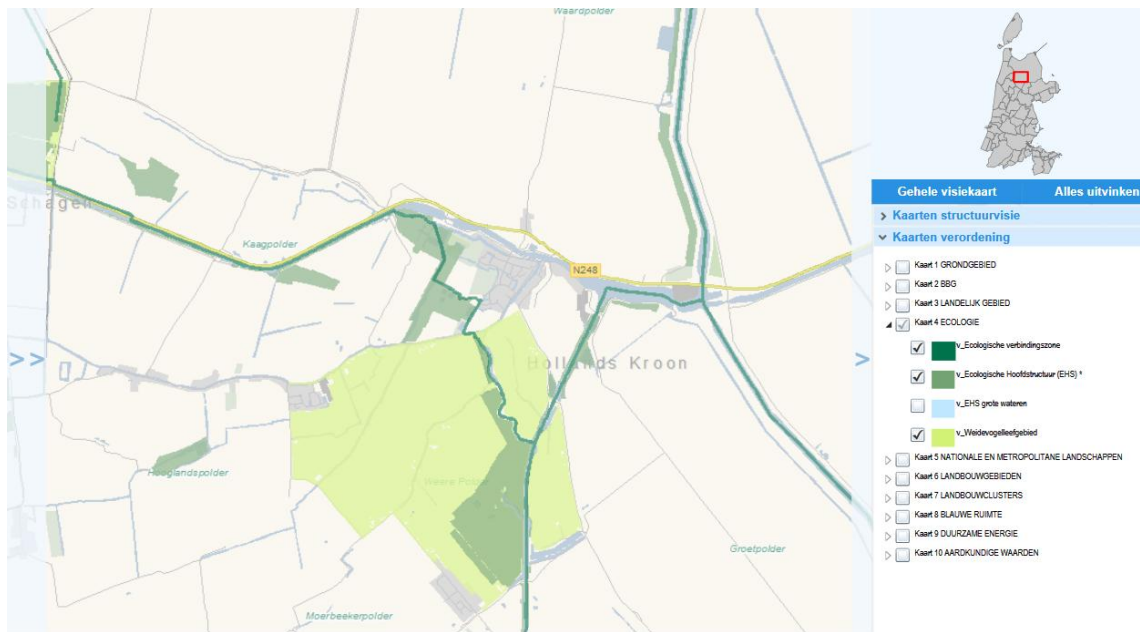 Waardpolder
Schagen
Kaagpolder
N248
Hollands Kroon
Hooglandspolder
Weere Polder
Groetpolder
Moerbeekerpolder
>>
>
Gehele visiekaart
Alles uitvinken
> Kaarten structuurvisie
Kaarten verordening
Kaart 1 GRONDGEBIED
Kaart 2 BBG
Kaart 3 LANDELIJK GEBIED
Kaart 4 ECOLOGIE
v_Ecologische verbindingszone
v_Ecologische Hoofdstructuur (EHS) *
v_EHS grote wateren
v_Weidevogelleefgebied
Kaart 5 NATIONALE EN METROPOLITANE LANDSCHAPPEN
Kaart 6 LANDBOUWGEBIEDEN
Kaart 7 LANDBOUWCLUSTERS
Kaart 8 BLAUWE RUIMTE
Kaart 9 DUURZAME ENERGIE
Kaart 10 AARDKUNDIGE WAARDEN